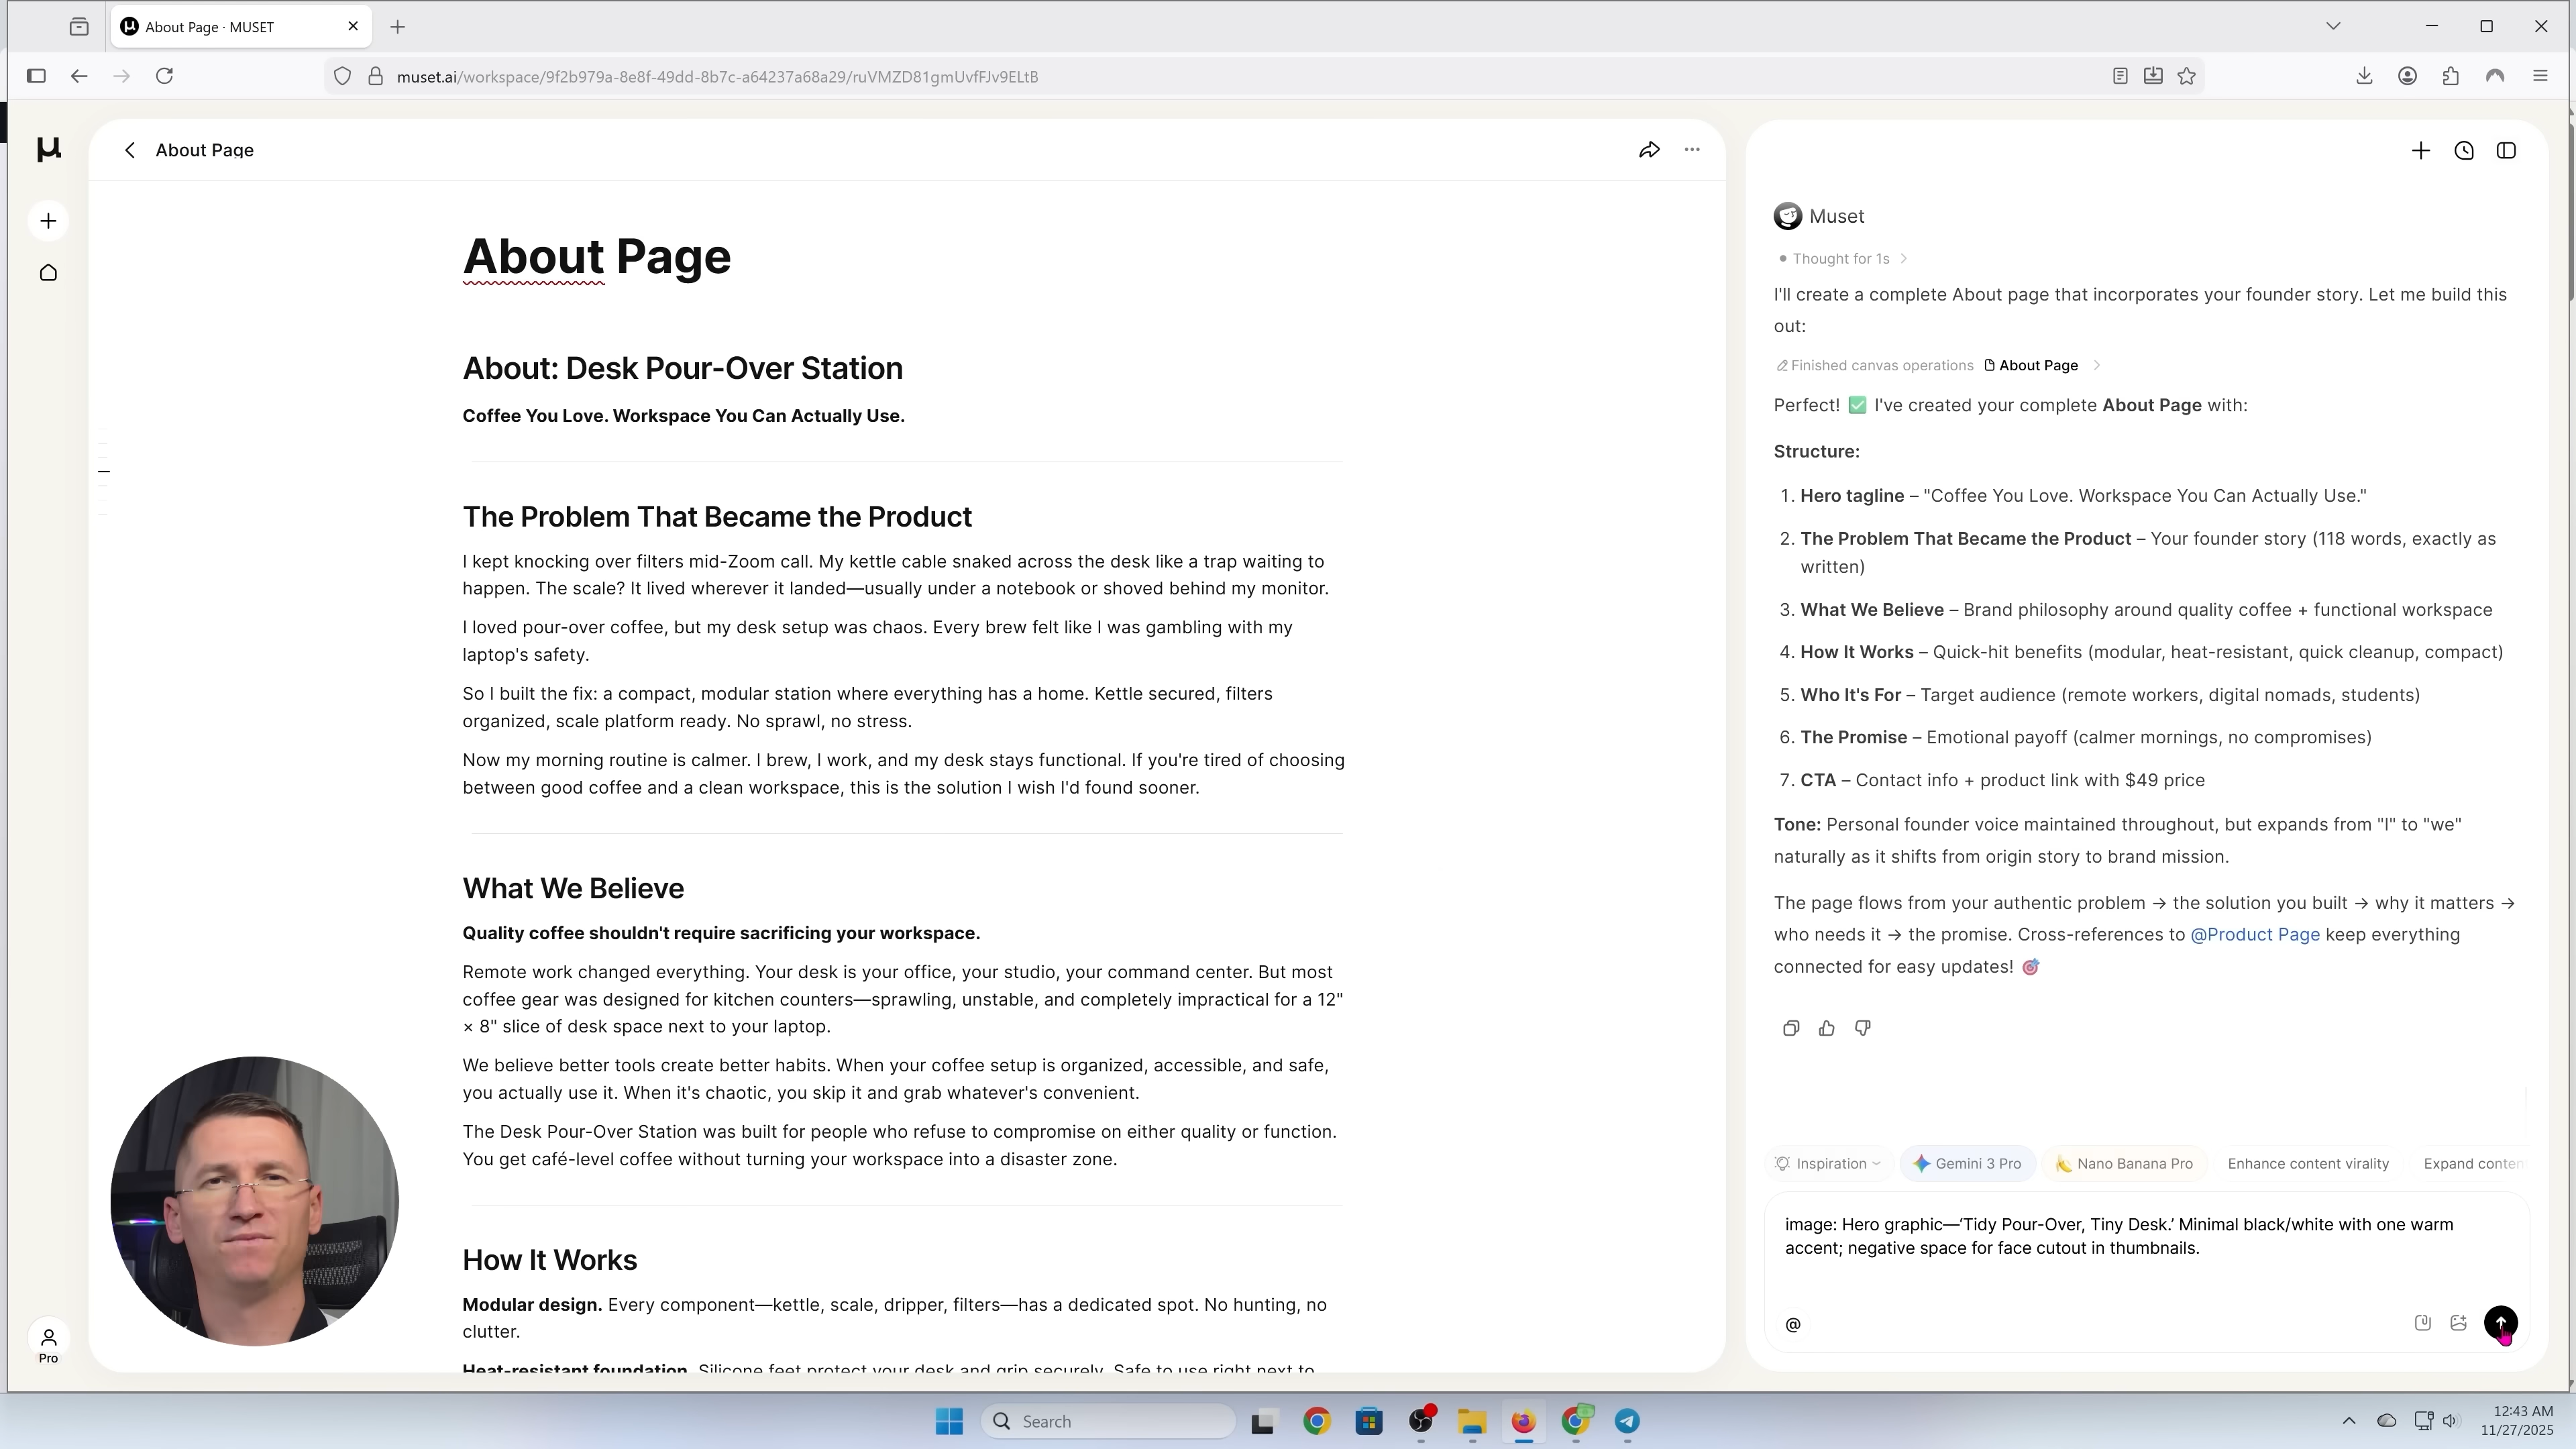 About Page · MUSET
muset.ai/workspace/9f2b979a-8e8f-49dd-8b7c-a64237a68a29/ruVMZD81gmUvfFJv9ELtB
µ
About Page
About Page
About: Desk Pour-Over Station
Coffee You Love. Workspace You Can Actually Use.
The Problem That Became the Product
I kept knocking over filters mid-Zoom call. My kettle cable snaked across the desk like a trap waiting to
happen. The scale? It lived wherever it landed—usually under a notebook or shoved behind my monitor.
I loved pour-over coffee, but my desk setup was chaos. Every brew felt like I was gambling with my
laptop's safety.
So I built the fix: a compact, modular station where everything has a home. Kettle secured, filters
organized, scale platform ready. No sprawl, no stress.
Now my morning routine is calmer. I brew, I work, and my desk stays functional. If you're tired of choosing
between good coffee and a clean workspace, this is the solution I wish I'd found sooner.
What We Believe
Quality coffee shouldn't require sacrificing your workspace.
Remote work changed everything. Your desk is your office, your studio, your command center. But most
coffee gear was designed for kitchen counters—sprawling, unstable, and completely impractical for a 12"
× 8" slice of desk space next to your laptop.
We believe better tools create better habits. When your coffee setup is organized, accessible, and safe,
you actually use it. When it's chaotic, you skip it and grab whatever's convenient.
The Desk Pour-Over Station was built for people who refuse to compromise on either quality or function.
You get café-level coffee without turning your workspace into a disaster zone.
How It Works
Modular design. Every component—kettle, scale, dripper, filters—has a dedicated spot. No hunting, no
clutter.
Heat-resistant foundation. Silicone feet protect your desk and grip securely. Safe to use right next to
Pro
Muset
Thought for 1s
I'll create a complete About page that incorporates your founder story. Let me build this
out:
Finished canvas operations About Page
Perfect! ✅ I've created your complete About Page with:
Structure:
1. Hero tagline – "Coffee You Love. Workspace You Can Actually Use."
2. The Problem That Became the Product – Your founder story (118 words, exactly as
written)
3. What We Believe – Brand philosophy around quality coffee + functional workspace
4. How It Works – Quick-hit benefits (modular, heat-resistant, quick cleanup, compact)
5. Who It's For – Target audience (remote workers, digital nomads, students)
6. The Promise – Emotional payoff (calmer mornings, no compromises)
7. CTA – Contact info + product link with $49 price
Tone: Personal founder voice maintained throughout, but expands from "I" to "we"
naturally as it shifts from origin story to brand mission.
The page flows from your authentic problem → the solution you built → why it matters →
who needs it → the promise. Cross-references to @Product Page keep everything
connected for easy updates! 🎯
Inspiration Gemini 3 Pro Nano Banana Pro Enhance content virality Expand conten
image: Hero graphic—‘Tidy Pour-Over, Tiny Desk.’ Minimal black/white with one warm
accent; negative space for face cutout in thumbnails.
@
Search
12:43 AM
11/27/2025